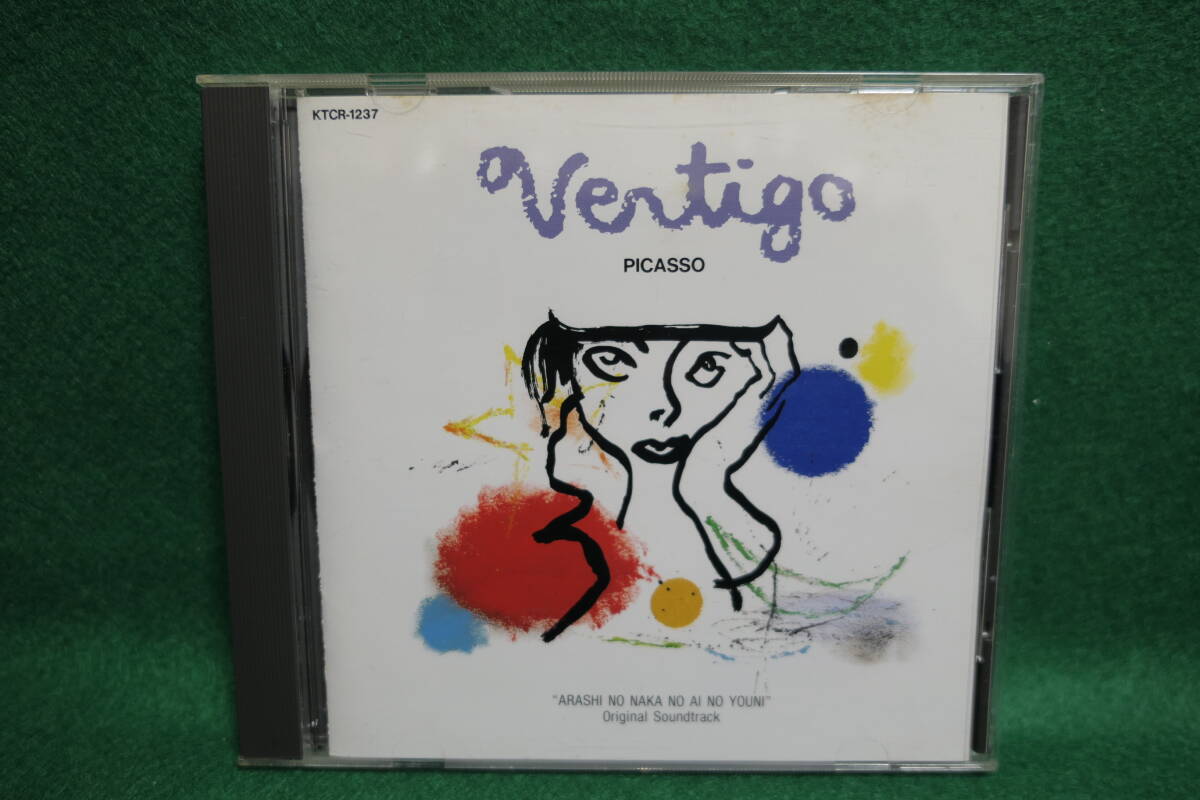 KTCR-1237
Vertigo
PICASSO
"ARASHI NO NAKA NO AI NO YOUNI"
Original Soundtrack